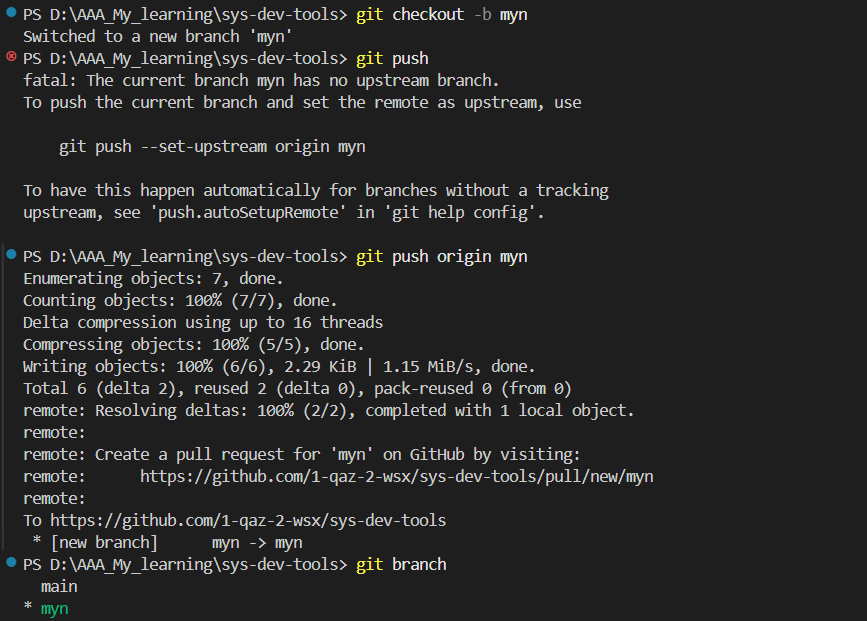 PS D:\AAA_My_learning\sys-dev-tools> git checkout -b myn
Switched to a new branch 'myn'
PS D:\AAA_My_learning\sys-dev-tools> git push
fatal: The current branch myn has no upstream branch.
To push the current branch and set the remote as upstream, use

    git push --set-upstream origin myn

To have this happen automatically for branches without a tracking
upstream, see 'push.autoSetupRemote' in 'git help config'.

PS D:\AAA_My_learning\sys-dev-tools> git push origin myn
Enumerating objects: 7, done.
Counting objects: 100% (7/7), done.
Delta compression using up to 16 threads
Compressing objects: 100% (5/5), done.
Writing objects: 100% (6/6), 2.29 KiB | 1.15 MiB/s, done.
Total 6 (delta 2), reused 2 (delta 0), pack-reused 0 (from 0)
remote: Resolving deltas: 100% (2/2), completed with 1 local object.
remote:
remote: Create a pull request for 'myn' on GitHub by visiting:
remote:      https://github.com/1-qaz-2-wsx/sys-dev-tools/pull/new/myn
remote:
To https://github.com/1-qaz-2-wsx/sys-dev-tools
 * [new branch]      myn -> myn
PS D:\AAA_My_learning\sys-dev-tools> git branch
  main
* myn